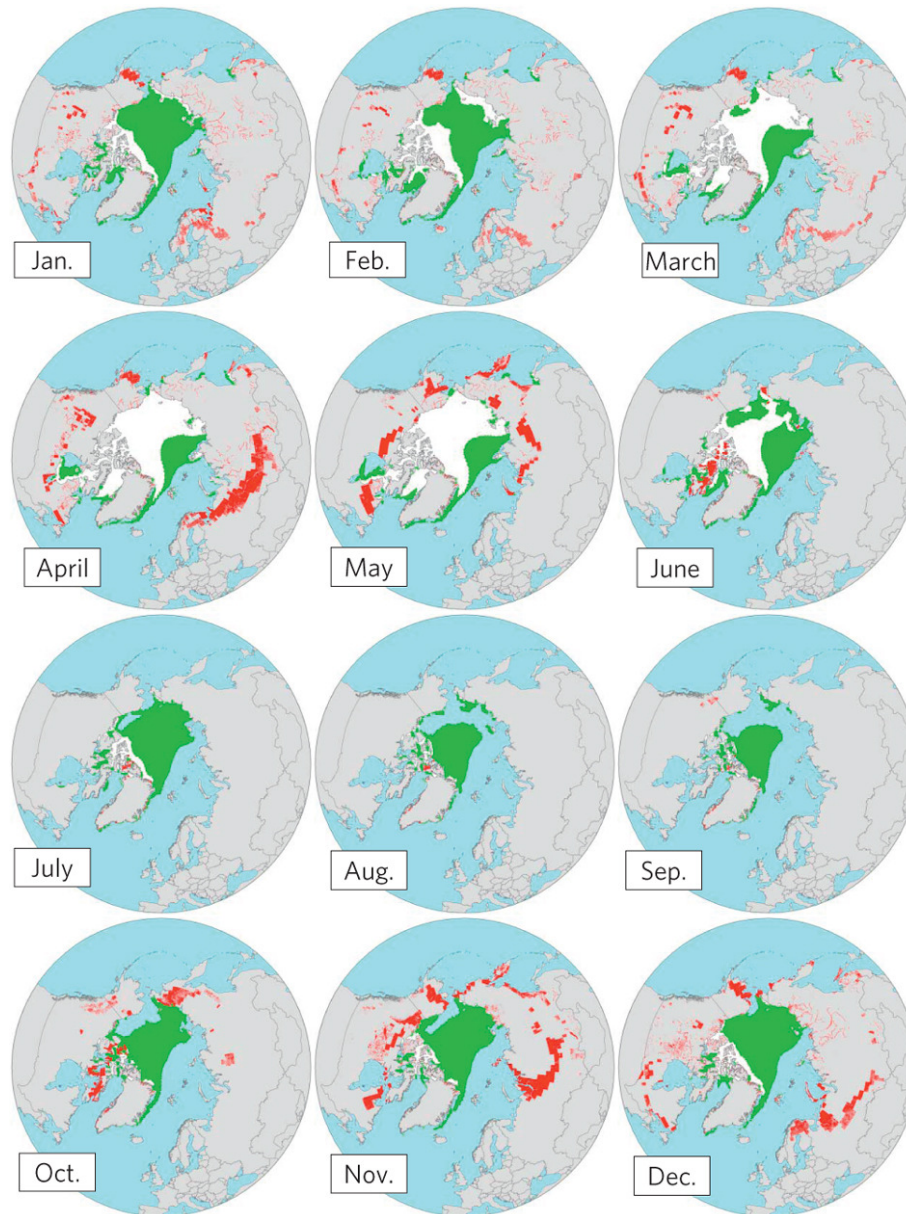 Jan.
Feb.
March
April
May
June
July
Aug.
Sep.
Oct.
Nov.
Dec.